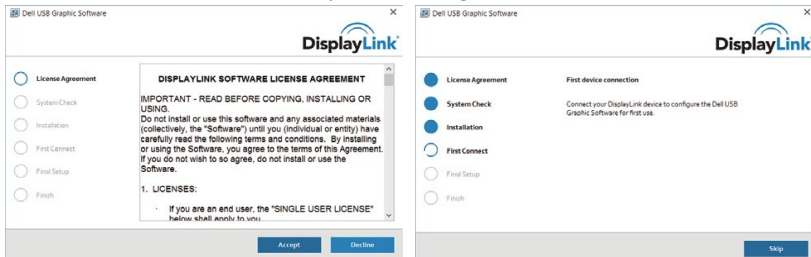 Dell USB Graphic Software
DisplayLink
License Agreement
System Check
Installation
First Connect
Final Setup
Finish
DISPLAYLINK SOFTWARE LICENSE AGREEMENT
IMPORTANT - READ BEFORE COPYING, INSTALLING OR
USING.
Do not install or use this software and any associated materials
(collectively, the "Software") until you (individual or entity) have
carefully read the following terms and conditions. By installing
or using the Software, you agree to the terms of this Agreement.
If you do not wish to so agree, do not install or use the
Software.
1. LICENSES:
· If you are an end user, the "SINGLE USER LICENSE"
below shall apply to you
Accept
Decline
Dell USB Graphic Software
DisplayLink
License Agreement
System Check
Installation
First Connect
Final Setup
Finish
First device connection
Connect your DisplayLink device to configure the Dell USB
Graphic Software for first use.
Skip